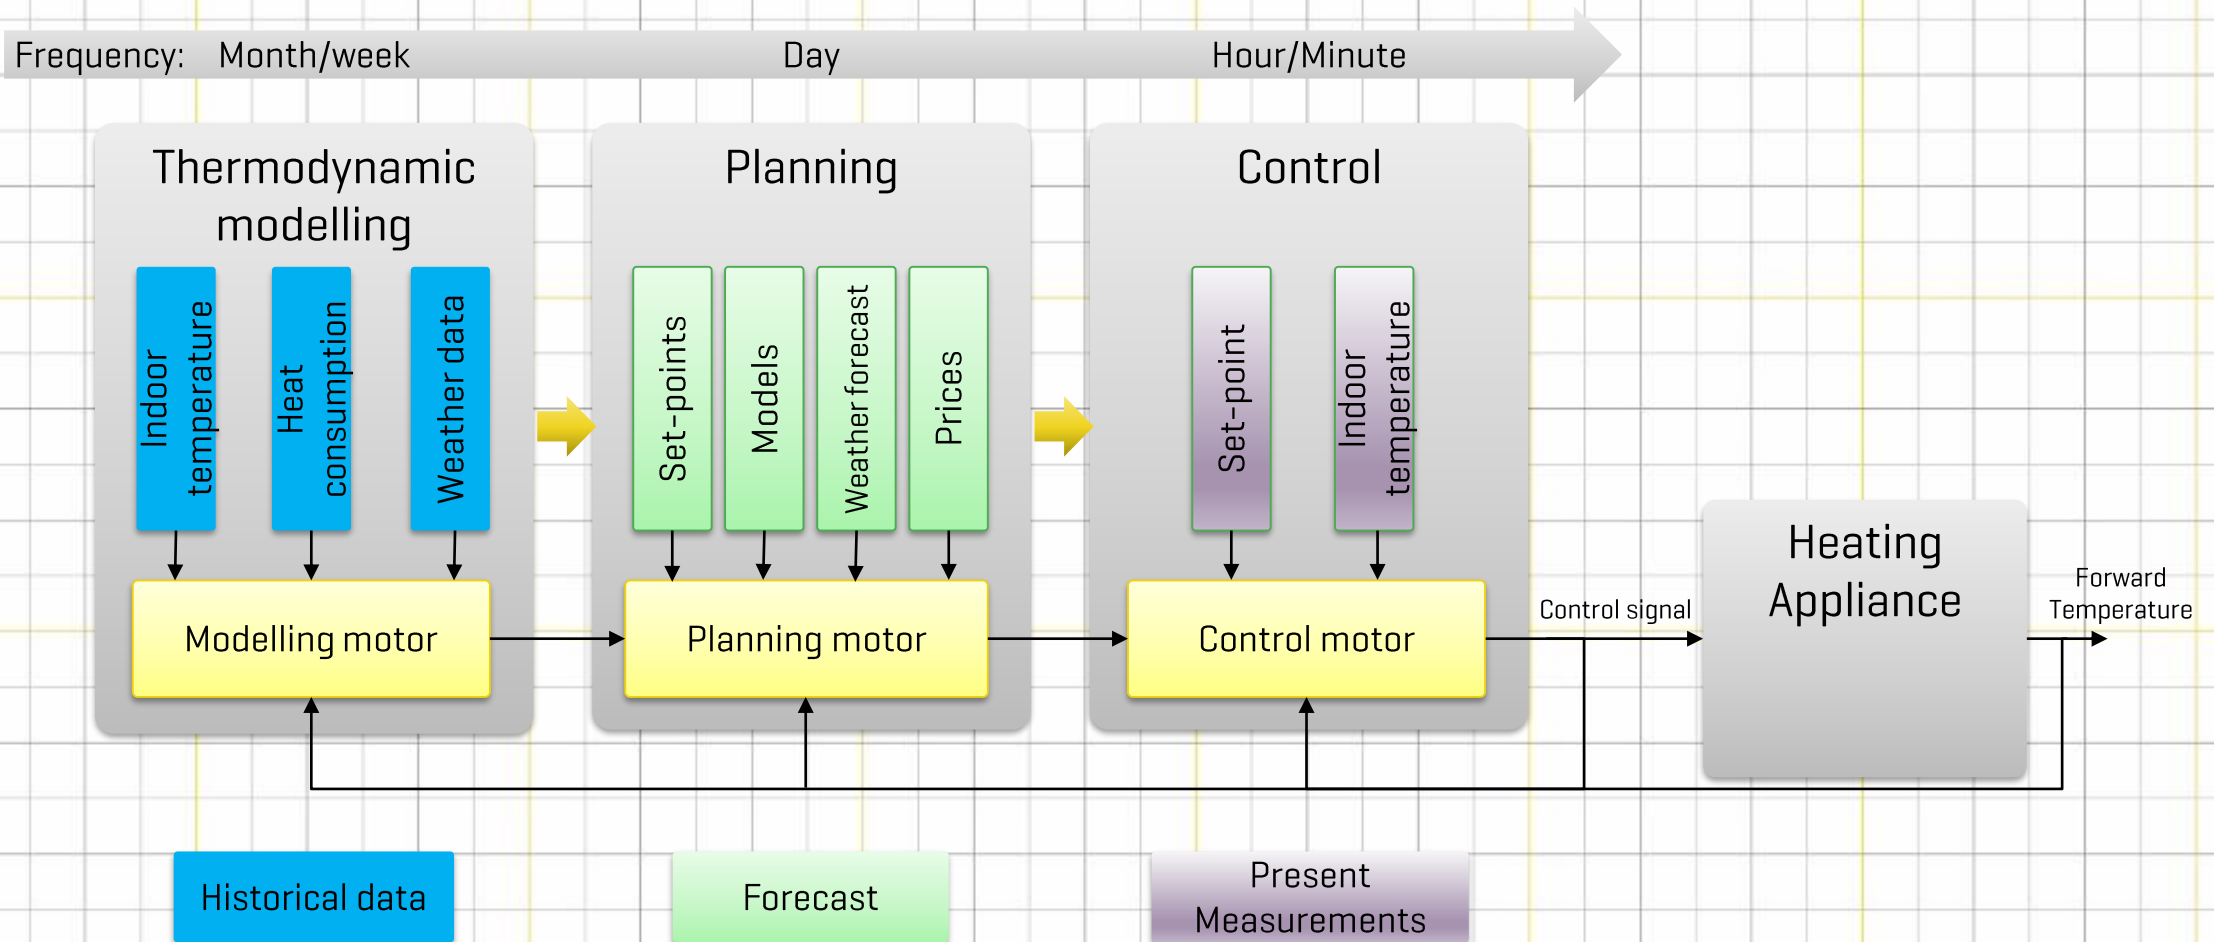 Frequency: Month/week Day Hour/Minute
Thermodynamic
modelling
Indoor
temperature
Heat
consumption
Weather data
Modelling motor
Planning
Set-points
Models
Weather forecast
Prices
Planning motor
Control
Set-point
Indoor
temperature
Control motor
Control signal
Heating
Appliance
Forward
Temperature
Historical data
Forecast
Present
Measurements